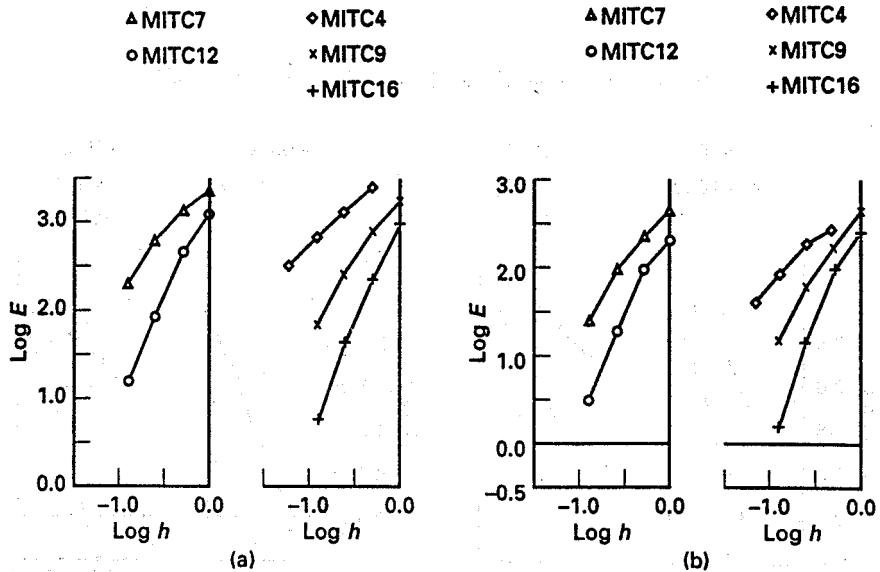 MITC7 MITC4 MITC7 MITC4
MITC12 MITC9 MITC12 MITC9
MITC16 MITC16
3.0 3.0
2.0 2.0
Log E Log E
1.0 1.0
0.0 0.0
-0.5
-1.0 0.0 -1.0 0.0 -1.0 0.0 -1.0 0.0
Log h Log h Log h Log h
(a) (b)